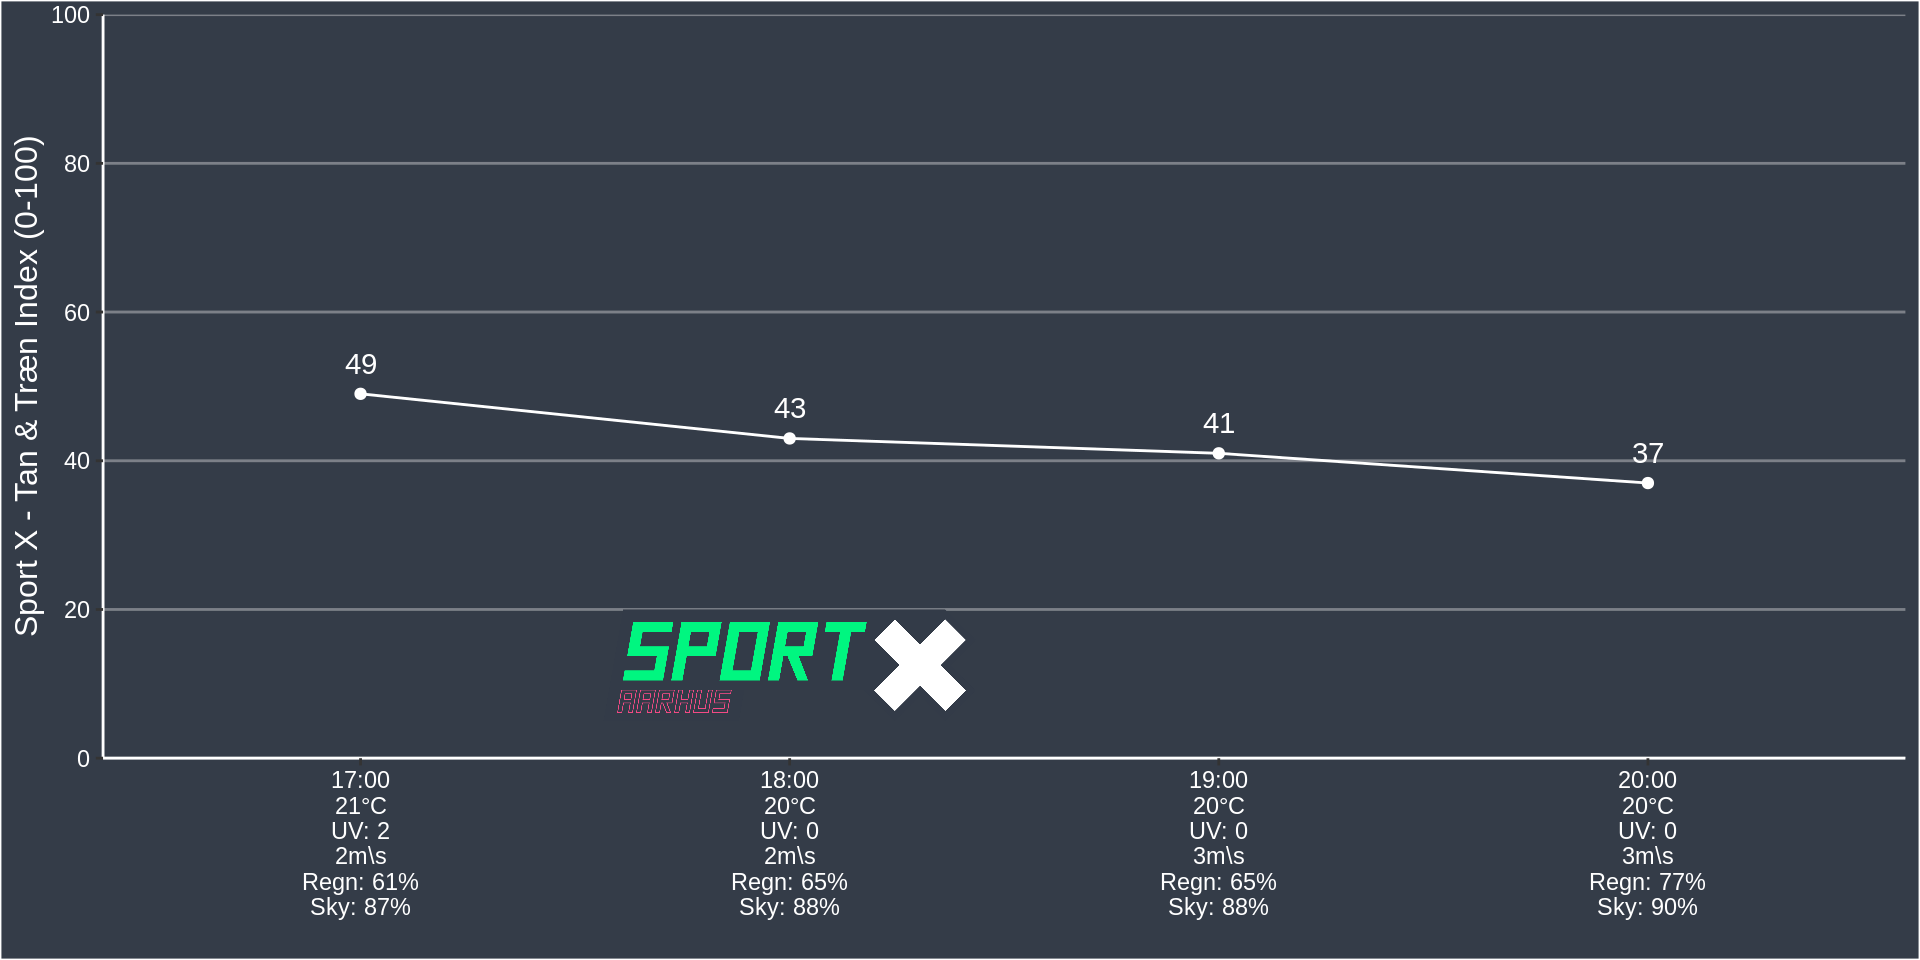 Sport X - Tan & Træn Index (0-100)
100
80
60
40
20
0
49
43
41
37
SPORT X
AARHUS
17:00
21°C
UV: 2
2m\s
Regn: 61%
Sky: 87%
18:00
20°C
UV: 0
2m\s
Regn: 65%
Sky: 88%
19:00
20°C
UV: 0
3m\s
Regn: 65%
Sky: 88%
20:00
20°C
UV: 0
3m\s
Regn: 77%
Sky: 90%